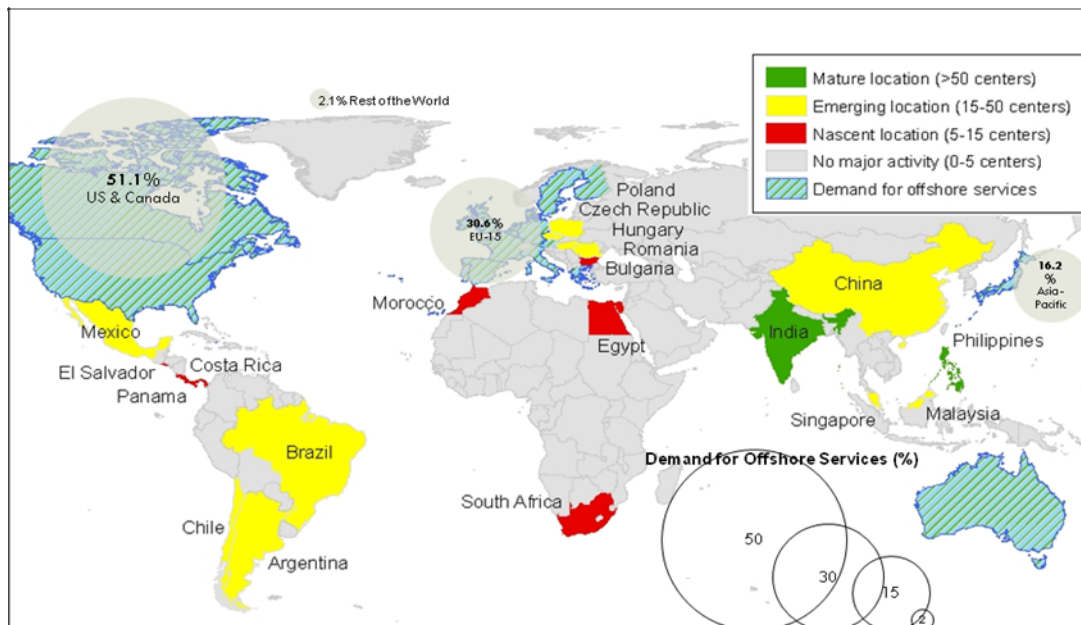 Mature location (>50 centers)
Emerging location (15-50 centers)
Nascent location (5-15 centers)
No major activity (0-5 centers)
Demand for offshore services
2.1% Rest of the World
51.1%
US & Canada
30.6%
EU-15
Poland
Czech Republic
Hungary
Romania
Bulgaria
16.2
%
Asia-
Pacific
China
India
Morocco
Egypt
Mexico
Costa Rica
El Salvador
Panama
Philippines
Singapore
Malaysia
Brazil
Chile
Argentina
South Africa
Demand for Offshore Services (%)
50
30
15
2